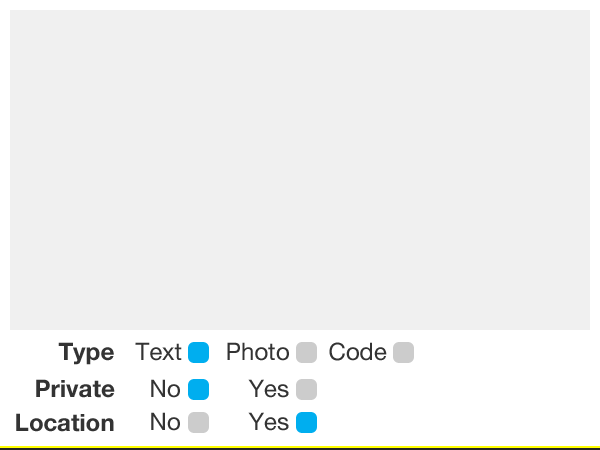 Type Text Photo Code
Private No Yes
Location No Yes